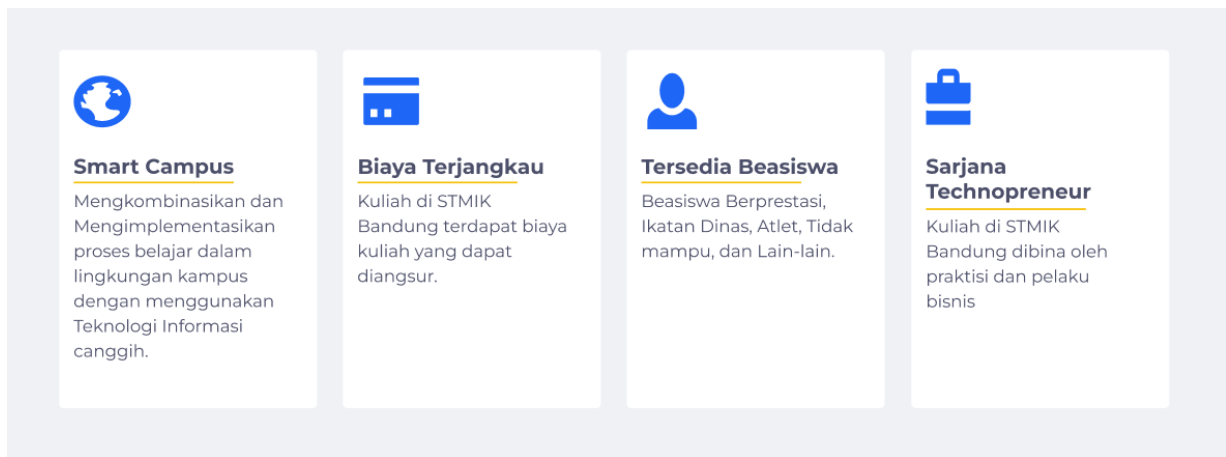 Smart Campus
Mengkombinasikan dan
Mengimplementasikan
proses belajar dalam
lingkungan kampus
dengan menggunakan
Teknologi Informasi
canggih.
Biaya Terjangkau
Kuliah di STMIK
Bandung terdapat biaya
kuliah yang dapat
diangsur.
Tersedia Beasiswa
Beasiswa Berprestasi,
Ikatan Dinas, Atlet, Tidak
mampu, dan Lain-lain.
Sarjana
Technopreneur
Kuliah di STMIK
Bandung dibina oleh
praktisi dan pelaku
bisnis